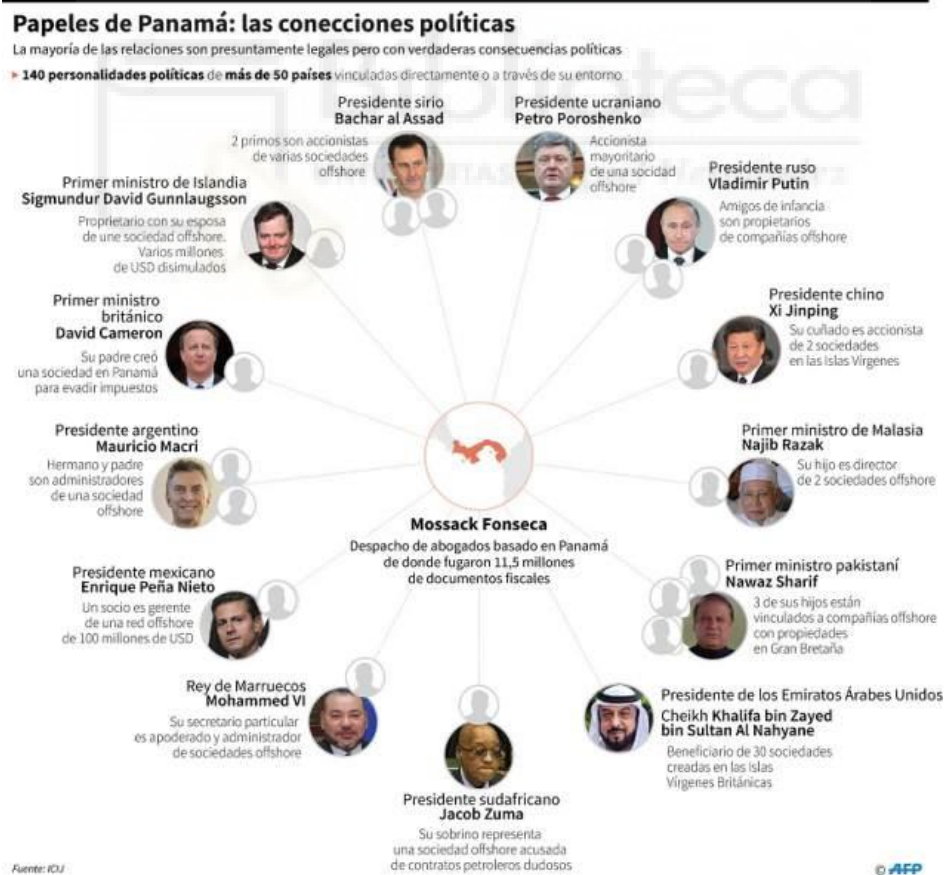 Papeles de Panamá: las conecciones políticas
La mayoría de las relaciones son presuntamente legales pero con verdaderas consecuencias políticas
▸ 140 personalidades políticas de más de 50 países vinculadas directamente o a través de su entorno
Biblioteca
Presidente sirio
Bachar al Assad
2 primos son accionistas
de varias sociedades
offshore
Presidente ucraniano
Petro Poroshenko
Accionista
mayoritario
de una socidad
offshore
Presidente ruso
Vladimir Putin
Amigos de infancia
son propietarios
de compañías offshore
Primer ministro de Islandia
Sigmundur David Gunnlaugsson
Proprietario con su esposa
de une sociedad offshore.
Varios millones
de USD disimulados
Presidente chino
Xi Jinping
Su cuñado es accionista
de 2 sociedades
en las Islas Vírgenes
Primer ministro
británico
David Cameron
Su padre creó
una sociedad en Panamá
para evadir impuestos
Presidente argentino
Mauricio Macri
Hermano y padre
son administradores
de una sociedad
offshore
Primer ministro de Malasia
Najib Razak
Su hijo es director
de 2 sociedades offshore
Mossack Fonseca
Despacho de abogados basado en Panamá
de donde fugaron 11,5 millones
de documentos fiscales
Presidente mexicano
Enrique Peña Nieto
Un socio es gerente
de una red offshore
de 100 millones de USD
Primer ministro pakistaní
Nawaz Sharif
3 de sus hijos están
vinculados a compañías offshore
con propiedades
en Gran Bretaña
Rey de Marruecos
Mohammed VI
Su secretario particular
es apoderado y administrador
de sociedades offshore
Presidente de los Emiratos Árabes Unidos
Cheikh Khalifa bin Zayed
bin Sultan Al Nahyane
Beneficiario de 30 sociedades
creadas en las Islas
Vírgenes Británicas
Presidente sudafricano
Jacob Zuma
Su sobrino representa
una sociedad offshore acusada
de contratos petroleros dudosos
Fuente: ICIJ
© AFP